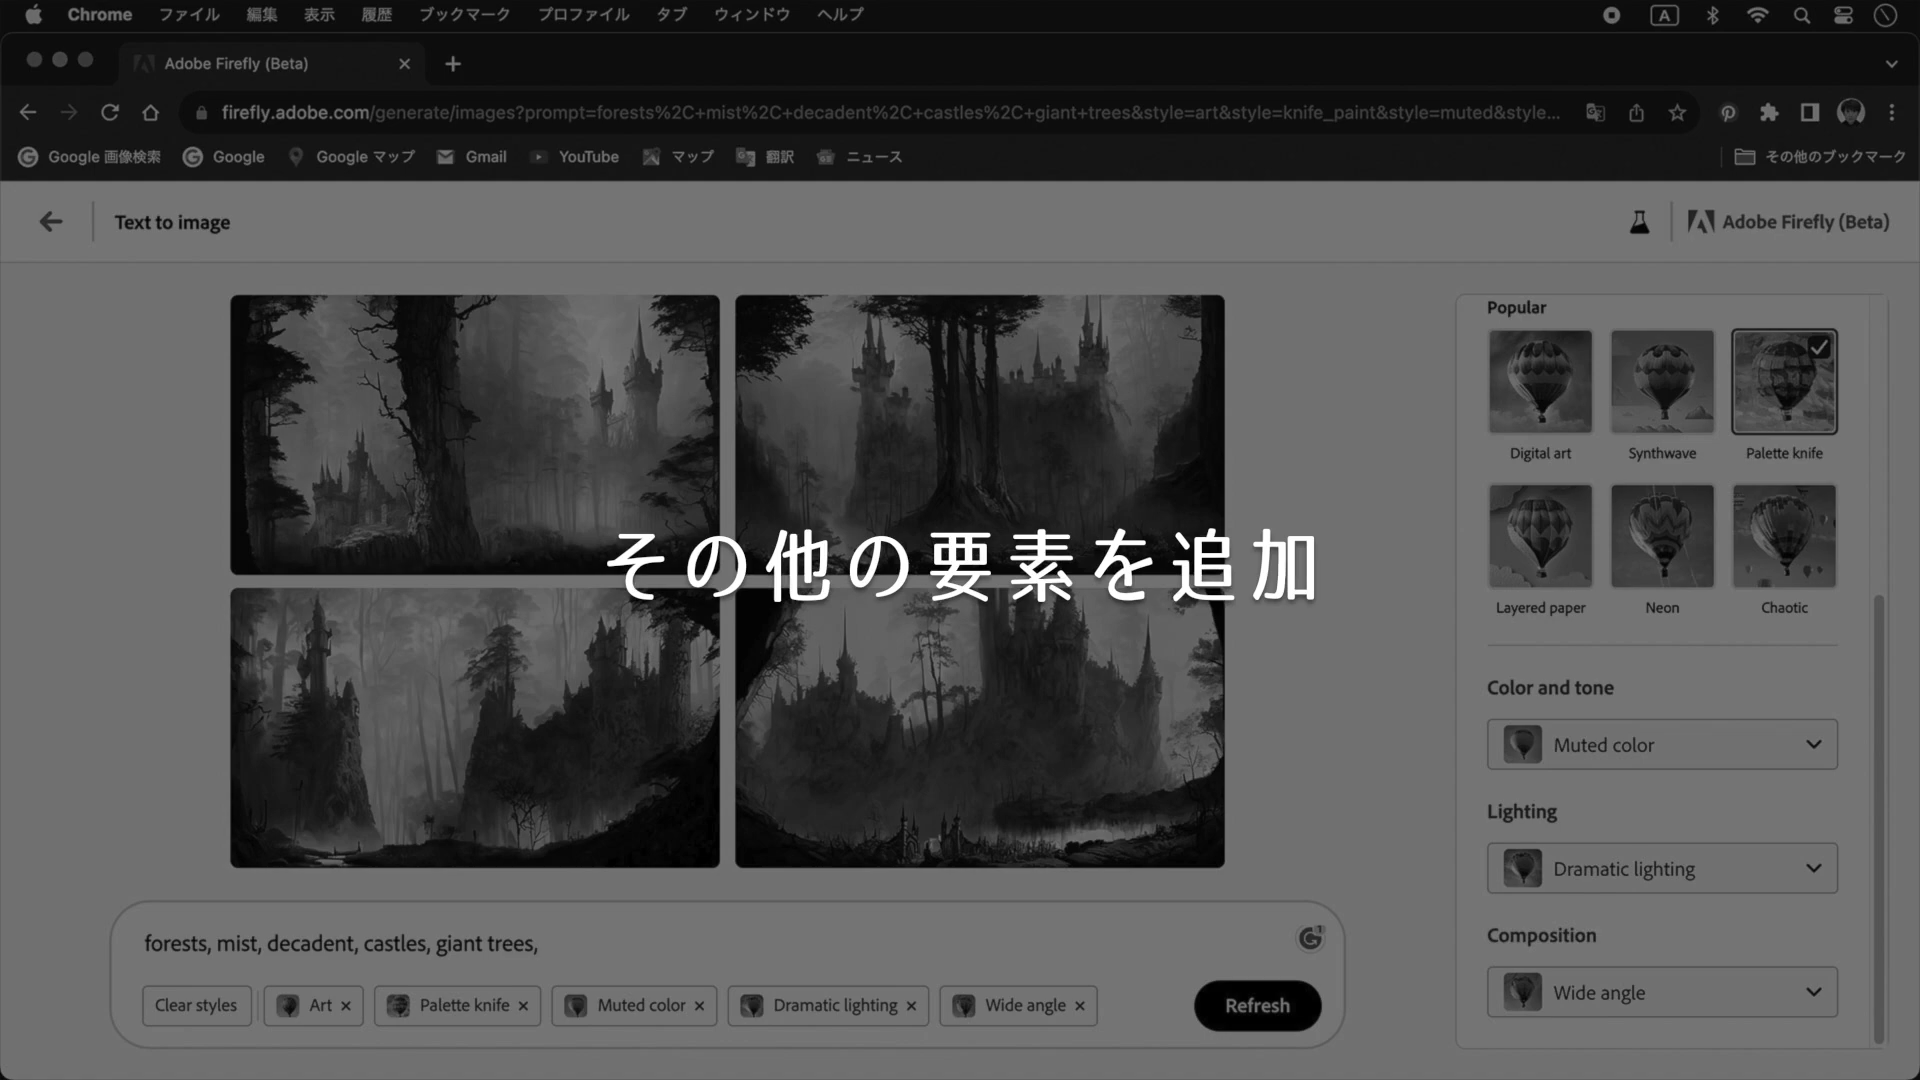 Chrome ファイル 編集 表示 履歴 ブックマーク プロファイル タブ ウィンドウ ヘルプ A
Adobe Firefly (Beta)
firefly.adobe.com/generate/images?prompt=forests%2C+mist%2C+decadent%2C+castles%2C+giant+trees&style=art&style=knife_paint&style=muted&style...
Google 画像検索 Google Google マップ Gmail YouTube マップ 翻訳 ニュース その他のブックマーク
Text to image
Adobe Firefly (Beta)
Popular
Digital art Synthwave Palette knife
Layered paper Neon Chaotic
その他の要素を追加
Color and tone
Muted color
Lighting
Dramatic lighting
Composition
Wide angle
forests, mist, decadent, castles, giant trees,
Clear styles Art Palette knife Muted color Dramatic lighting Wide angle Refresh